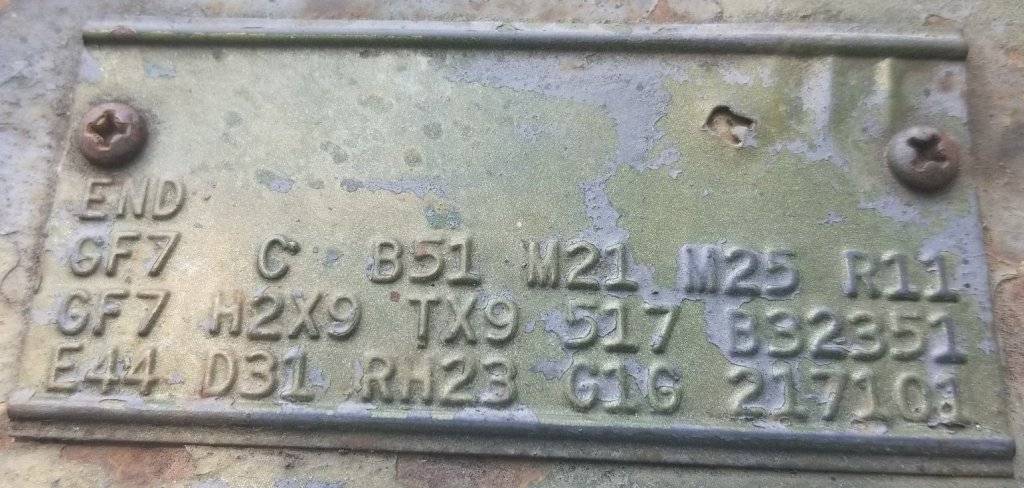 END
GF7 C B51 M21 M25 R11
GF7 H2X9 TX9 517 B32351
E44 D31 RH23 G1G 217101